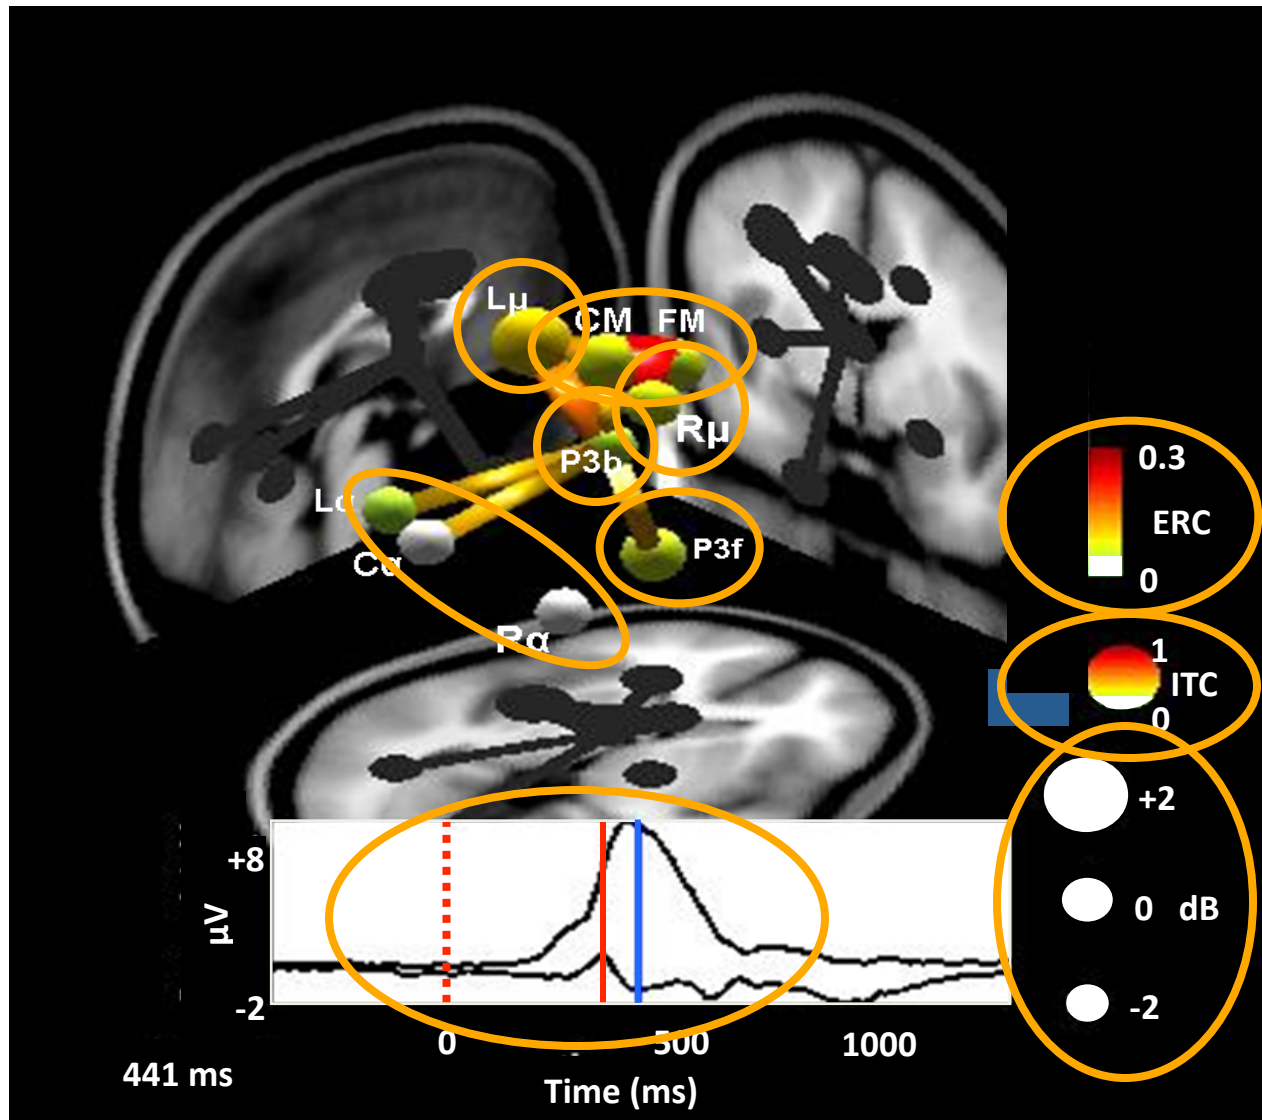 Lμ
CM FM
Rμ
P3b
Lα
Cα
P3f
Rα
0.3
ERC
0
1
ITC
0
+2
0 dB
-2
+8
μV
-2
0 500 1000
441 ms
Time (ms)